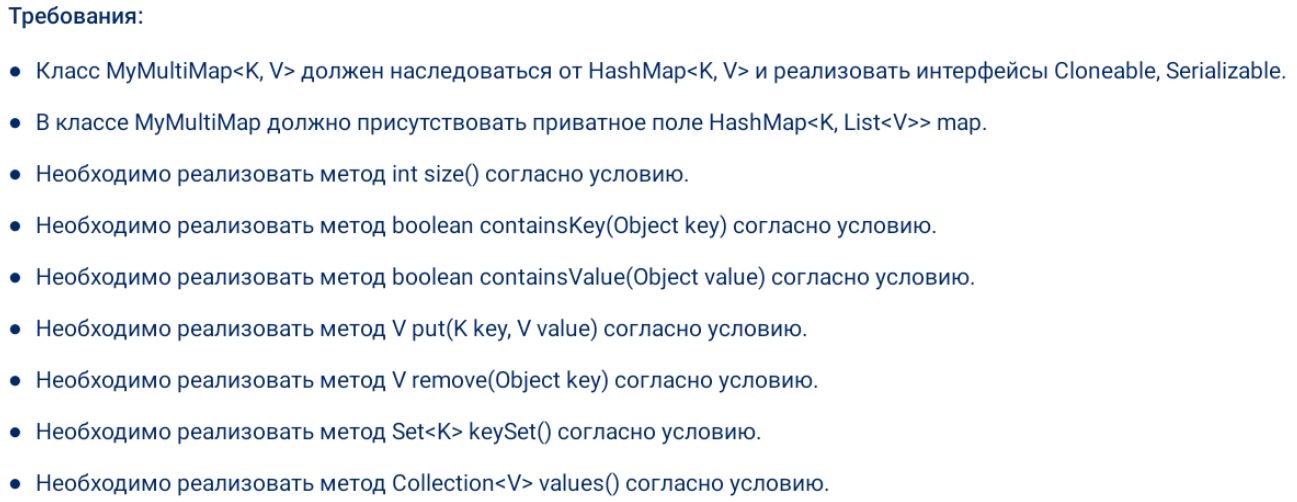 Требования:
● Класс MyMultiMap<K, V> должен наследоваться от HashMap<K, V> и реализовать интерфейсы Cloneable, Serializable.
● В классе MyMultiMap должно присутствовать приватное поле HashMap<K, List<V>> map.
● Необходимо реализовать метод int size() согласно условию.
● Необходимо реализовать метод boolean containsKey(Object key) согласно условию.
● Необходимо реализовать метод boolean containsValue(Object value) согласно условию.
● Необходимо реализовать метод V put(K key, V value) согласно условию.
● Необходимо реализовать метод V remove(Object key) согласно условию.
● Необходимо реализовать метод Set<K> keySet() согласно условию.
● Необходимо реализовать метод Collection<V> values() согласно условию.